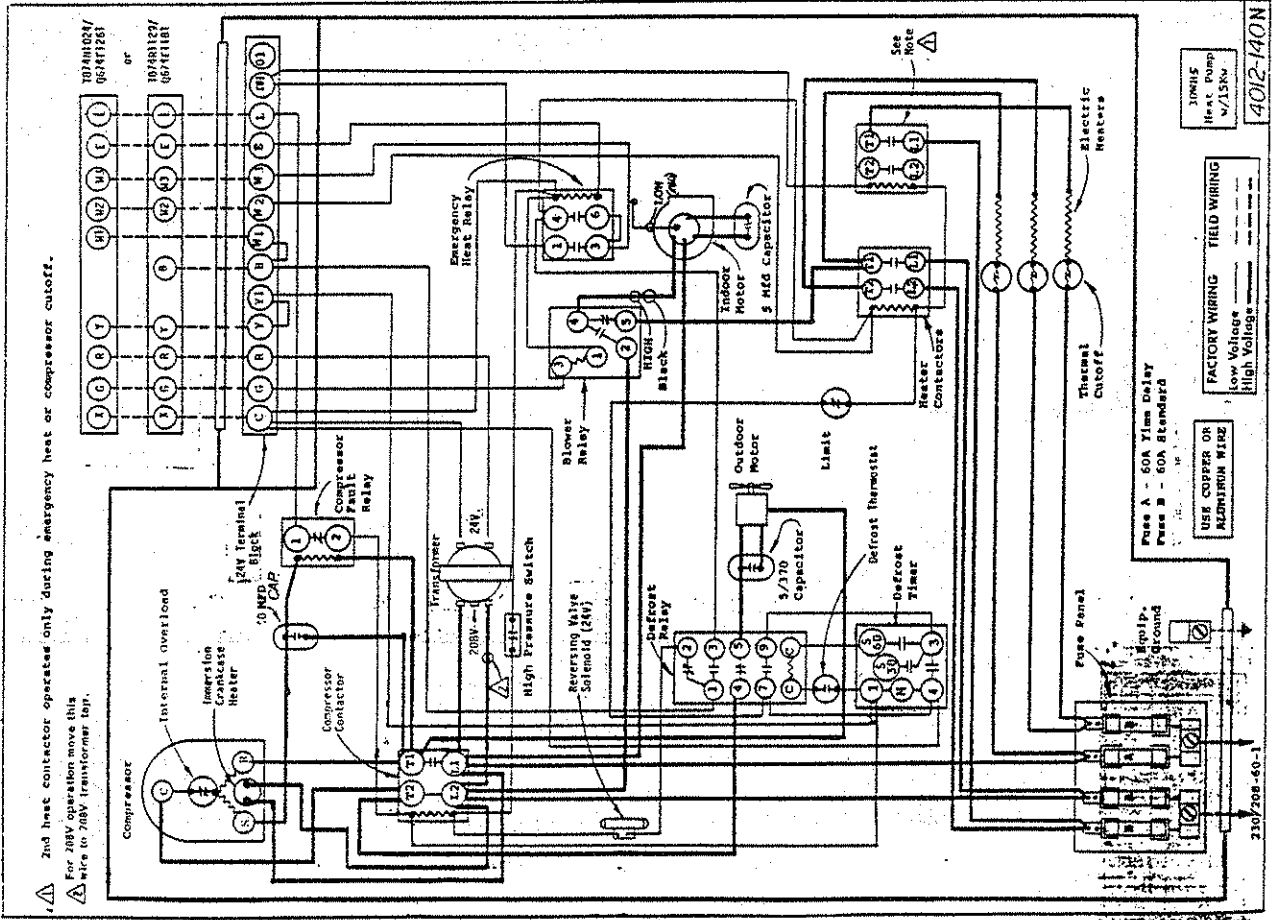 2nd heat contactor operates only during emergency heat or compressor cutoff.
For 208V operation move this
wire to 208V transformer tap.
Compressor
Internal overload
Immersion
Crankcase
Heater
10 MFD CAP.
or
C G R Y Y1 B W1 W2 W3 E L
24V Terminal
Block
Compressor
Fault
Relay
Compressor
Contactor
Transformer
208V
24V
High Pressure Switch
Reversing Valve
Solenoid (24V)
Defrost
Relay
Outdoor
Motor
5/370
Capacitor
Defrost Thermostat
Defrost
Timer
Blower
Relay
HIGH
Black
Emergency
Heat Relay
LOW
Indoor
Motor
5 Mfd Capacitor
Limit
Heater
Contactors
See
Note
Electric
Heaters
Thermal
Cutoff
Fuse Panel
Equip.
Ground
230/208-60-1
Fuse A - 60A Time Delay
Fuse B - 60A Standard
USE COPPER OR
ALUMINUM WIRE
FACTORY WIRING FIELD WIRING
Low Voltage
High Voltage
Heat Pump
w/15Kw
4012-140N